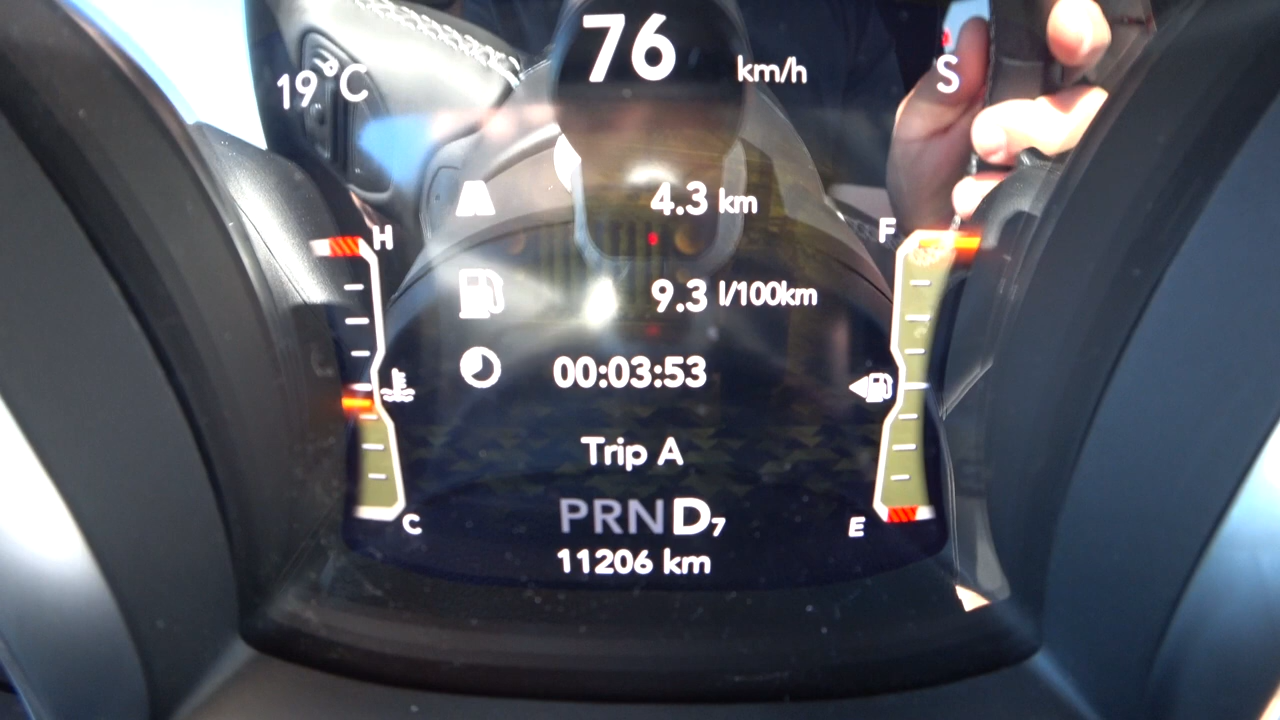 76 km/h
19°C
S
4.3 km
H
F
9.3 l/100km
00:03:53
Trip A
PRND7
C
E
11206 km